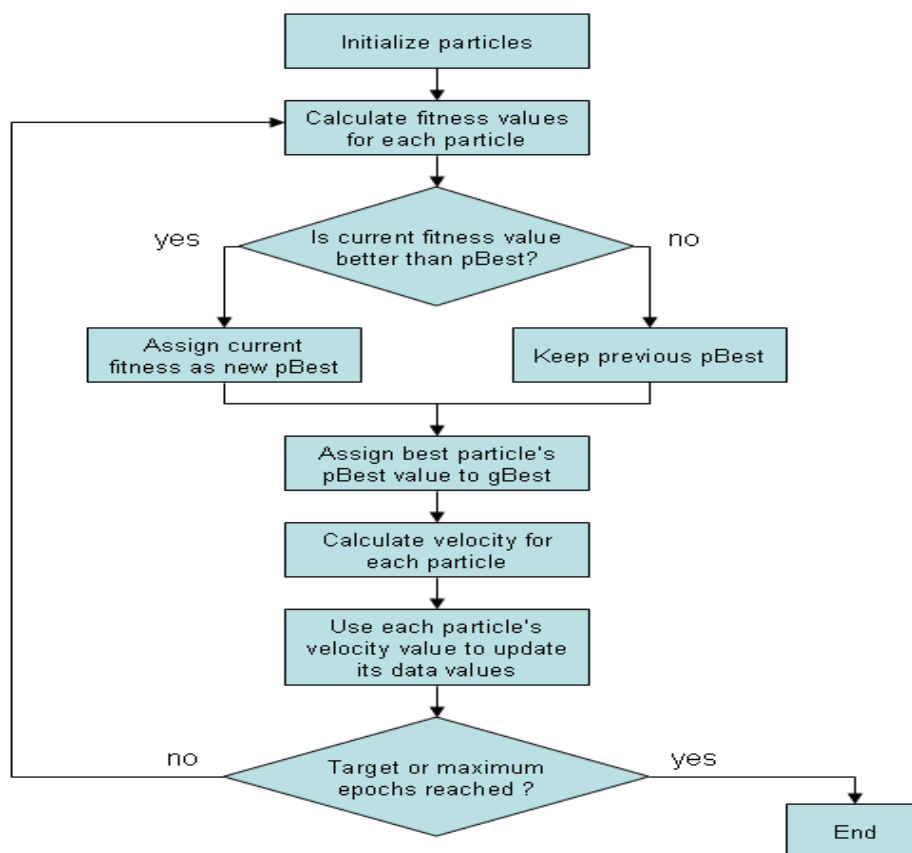 Initialize particles
Calculate fitness values
for each particle
yes
Is current fitness value
better than pBest?
no
Assign current
fitness as new pBest
Keep previous pBest
Assign best particle's
pBest value to gBest
Calculate velocity for
each particle
Use each particle's
velocity value to update
its data values
no
Target or maximum
epochs reached ?
yes
End